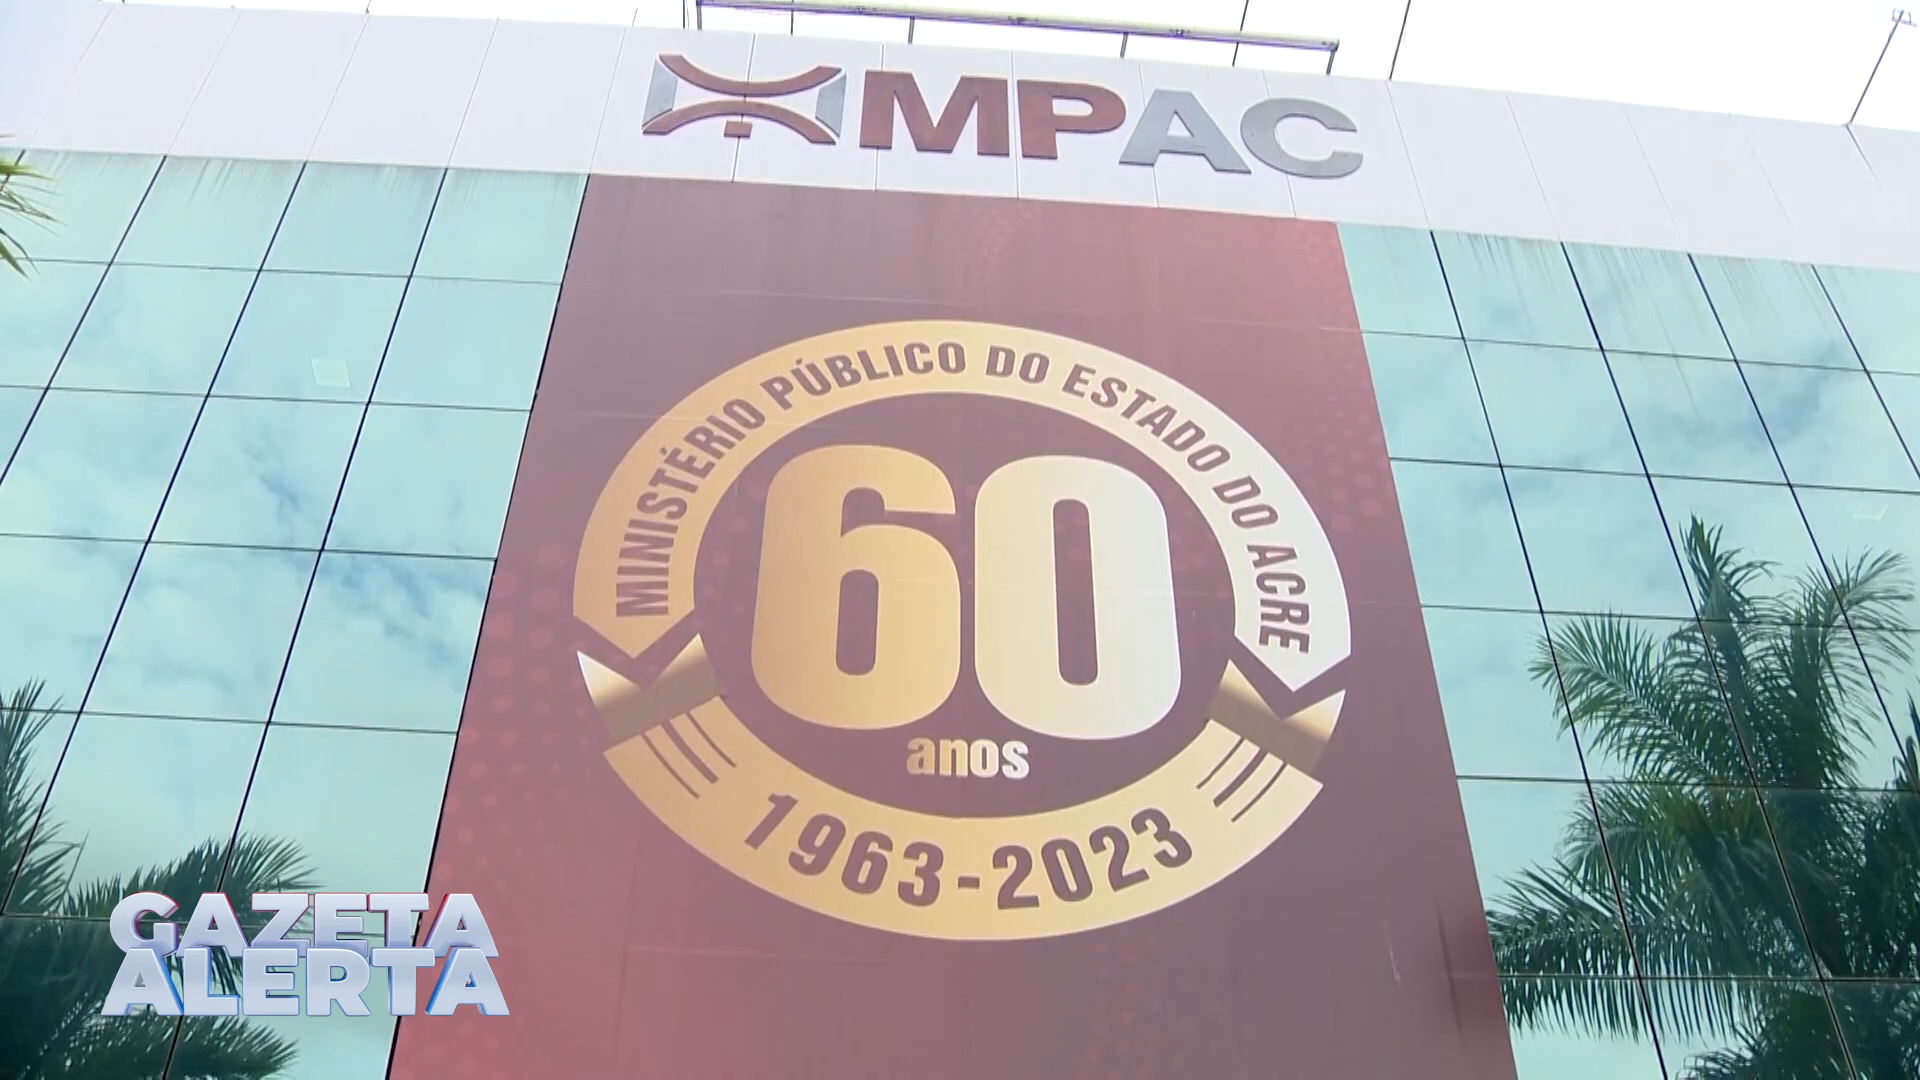 MPAC
MINISTÉRIO PÚBLICO DO ESTADO DO ACRE
60
anos
1963-2023
GAZETA
ALERTA